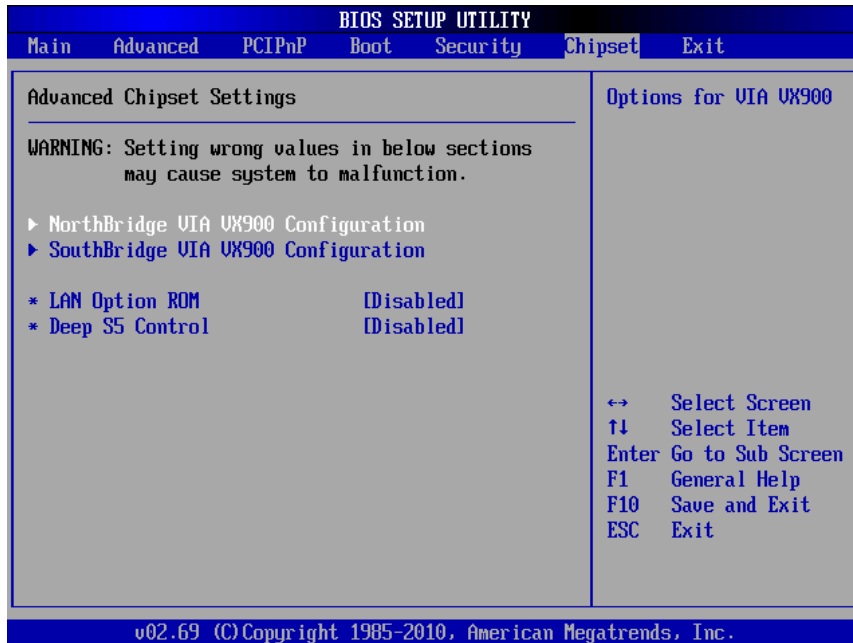 BIOS SETUP UTILITY
Main Advanced PCIPnP Boot Security Chipset Exit
Advanced Chipset Settings
WARNING: Setting wrong values in below sections
may cause system to malfunction.
► NorthBridge VIA VX900 Configuration
► SouthBridge VIA VX900 Configuration
* LAN Option ROM [Disabled]
* Deep S5 Control [Disabled]
Options for VIA VX900
↔ Select Screen
↑↓ Select Item
Enter Go to Sub Screen
F1 General Help
F10 Save and Exit
ESC Exit
v02.69 (C)Copyright 1985-2010, American Megatrends, Inc.